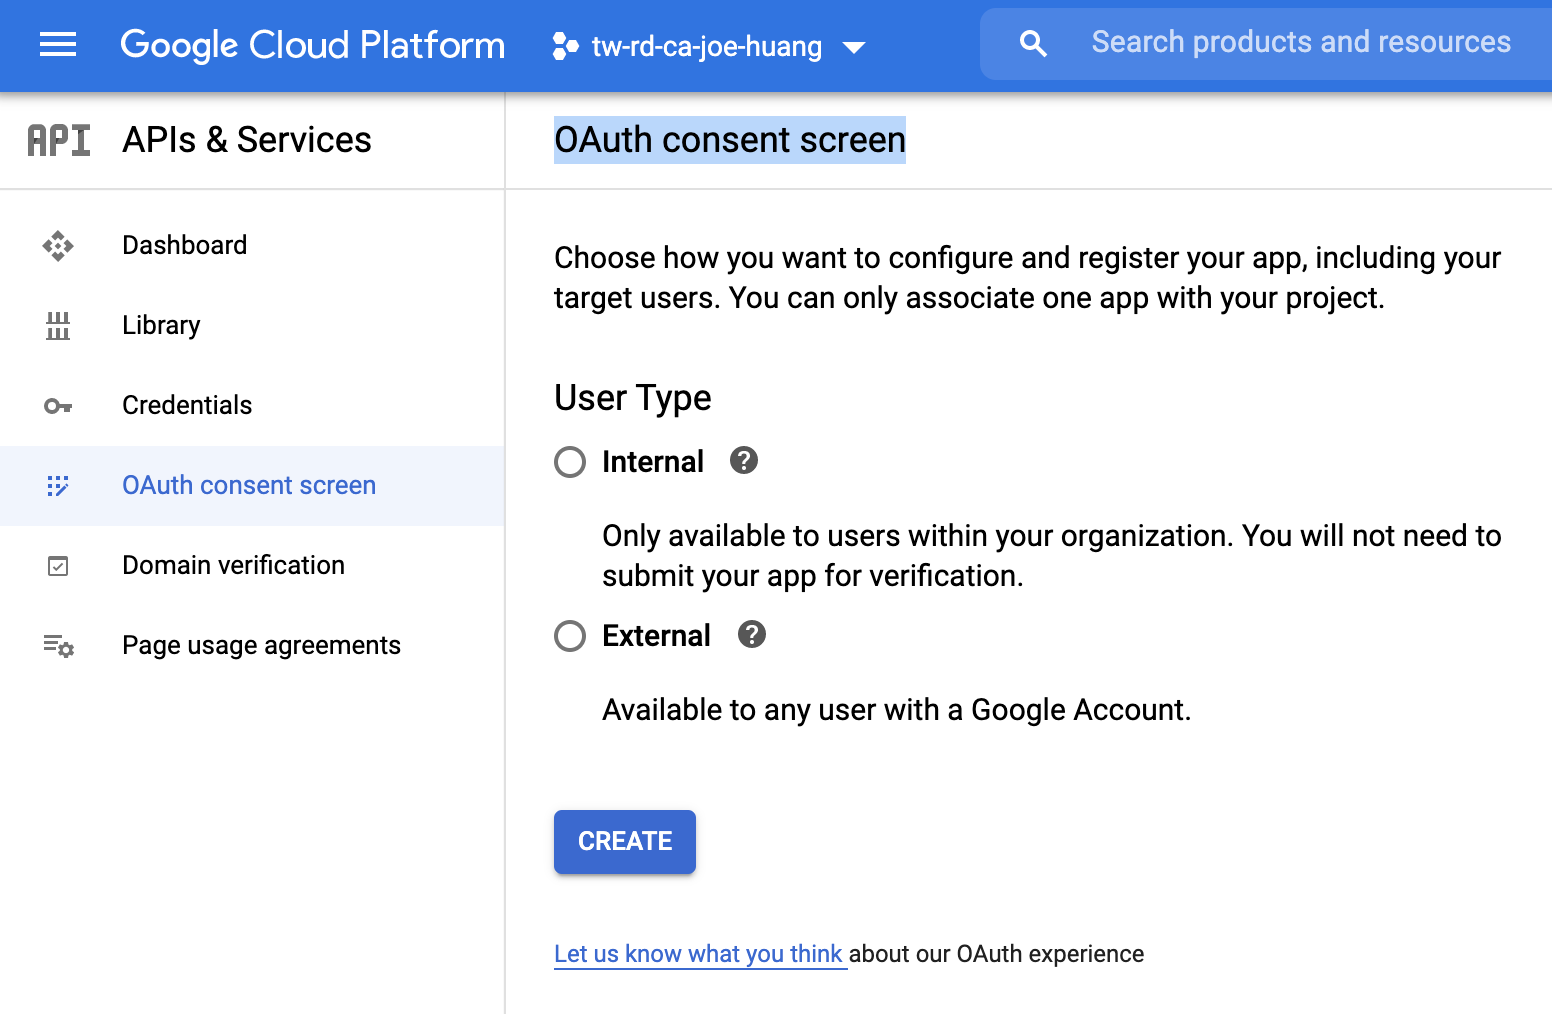 Google Cloud Platform
tw-rd-ca-joe-huang
Search products and resources
API
APIs & Services
OAuth consent screen
Dashboard
Library
Credentials
OAuth consent screen
Domain verification
Page usage agreements
Choose how you want to configure and register your app, including your
target users. You can only associate one app with your project.
User Type
Internal ?
Only available to users within your organization. You will not need to
submit your app for verification.
External ?
Available to any user with a Google Account.
CREATE
Let us know what you think about our OAuth experience